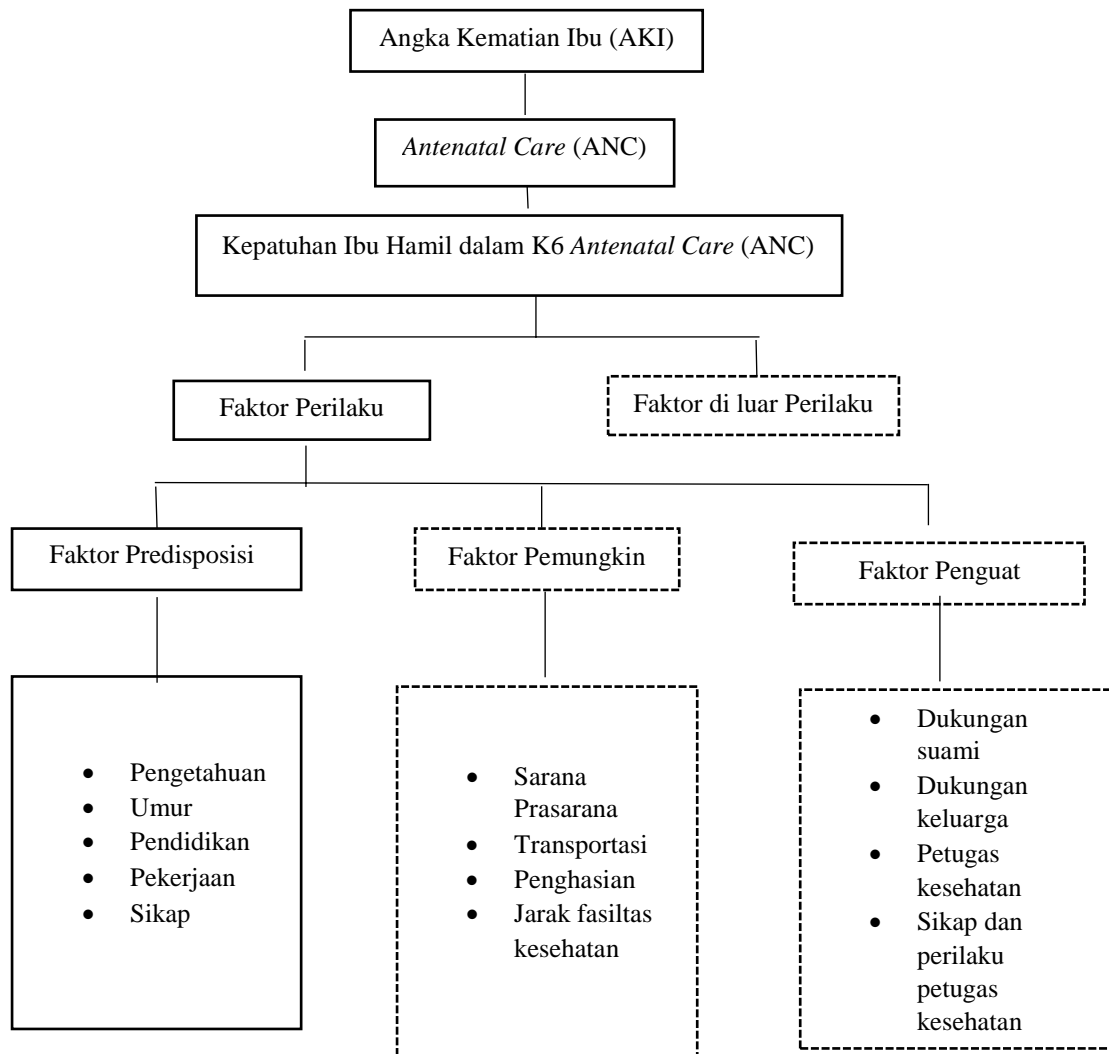 Angka Kematian Ibu (AKI)
Antenatal Care (ANC)
Kepatuhan Ibu Hamil dalam K6 Antenatal Care (ANC)
Faktor Perilaku
Faktor di luar Perilaku
Faktor Predisposisi
Faktor Pemungkin
Faktor Penguat
• Pengetahuan
• Umur
• Pendidikan
• Pekerjaan
• Sikap
• Sarana
Prasarana
• Transportasi
• Penghasian
• Jarak fasiltas
kesehatan
• Dukungan
suami
• Dukungan
keluarga
• Petugas
kesehatan
• Sikap dan
perilaku
petugas
kesehatan